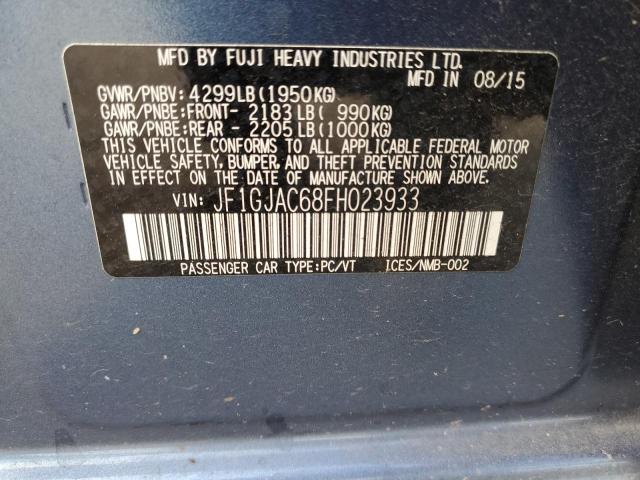 MFD BY FUJI HEAVY INDUSTRIES LTD.
MFD IN 08/15
GVWR/PNBV: 4299LB(1950KG)
GAWR/PNBE:FRONT- 2183LB( 990KG)
GAWR/PNBE:REAR - 2205LB(1000KG)
THIS VEHICLE CONFORMS TO ALL APPLICABLE FEDERAL MOTOR
VEHICLE SAFETY, BUMPER, AND THEFT PREVENTION STANDARDS
IN EFFECT ON THE DATE OF MANUFACTURE SHOWN ABOVE.
VIN: JF1GJAC68FH023933
PASSENGER CAR TYPE:PC/VT ICES/NMB-002